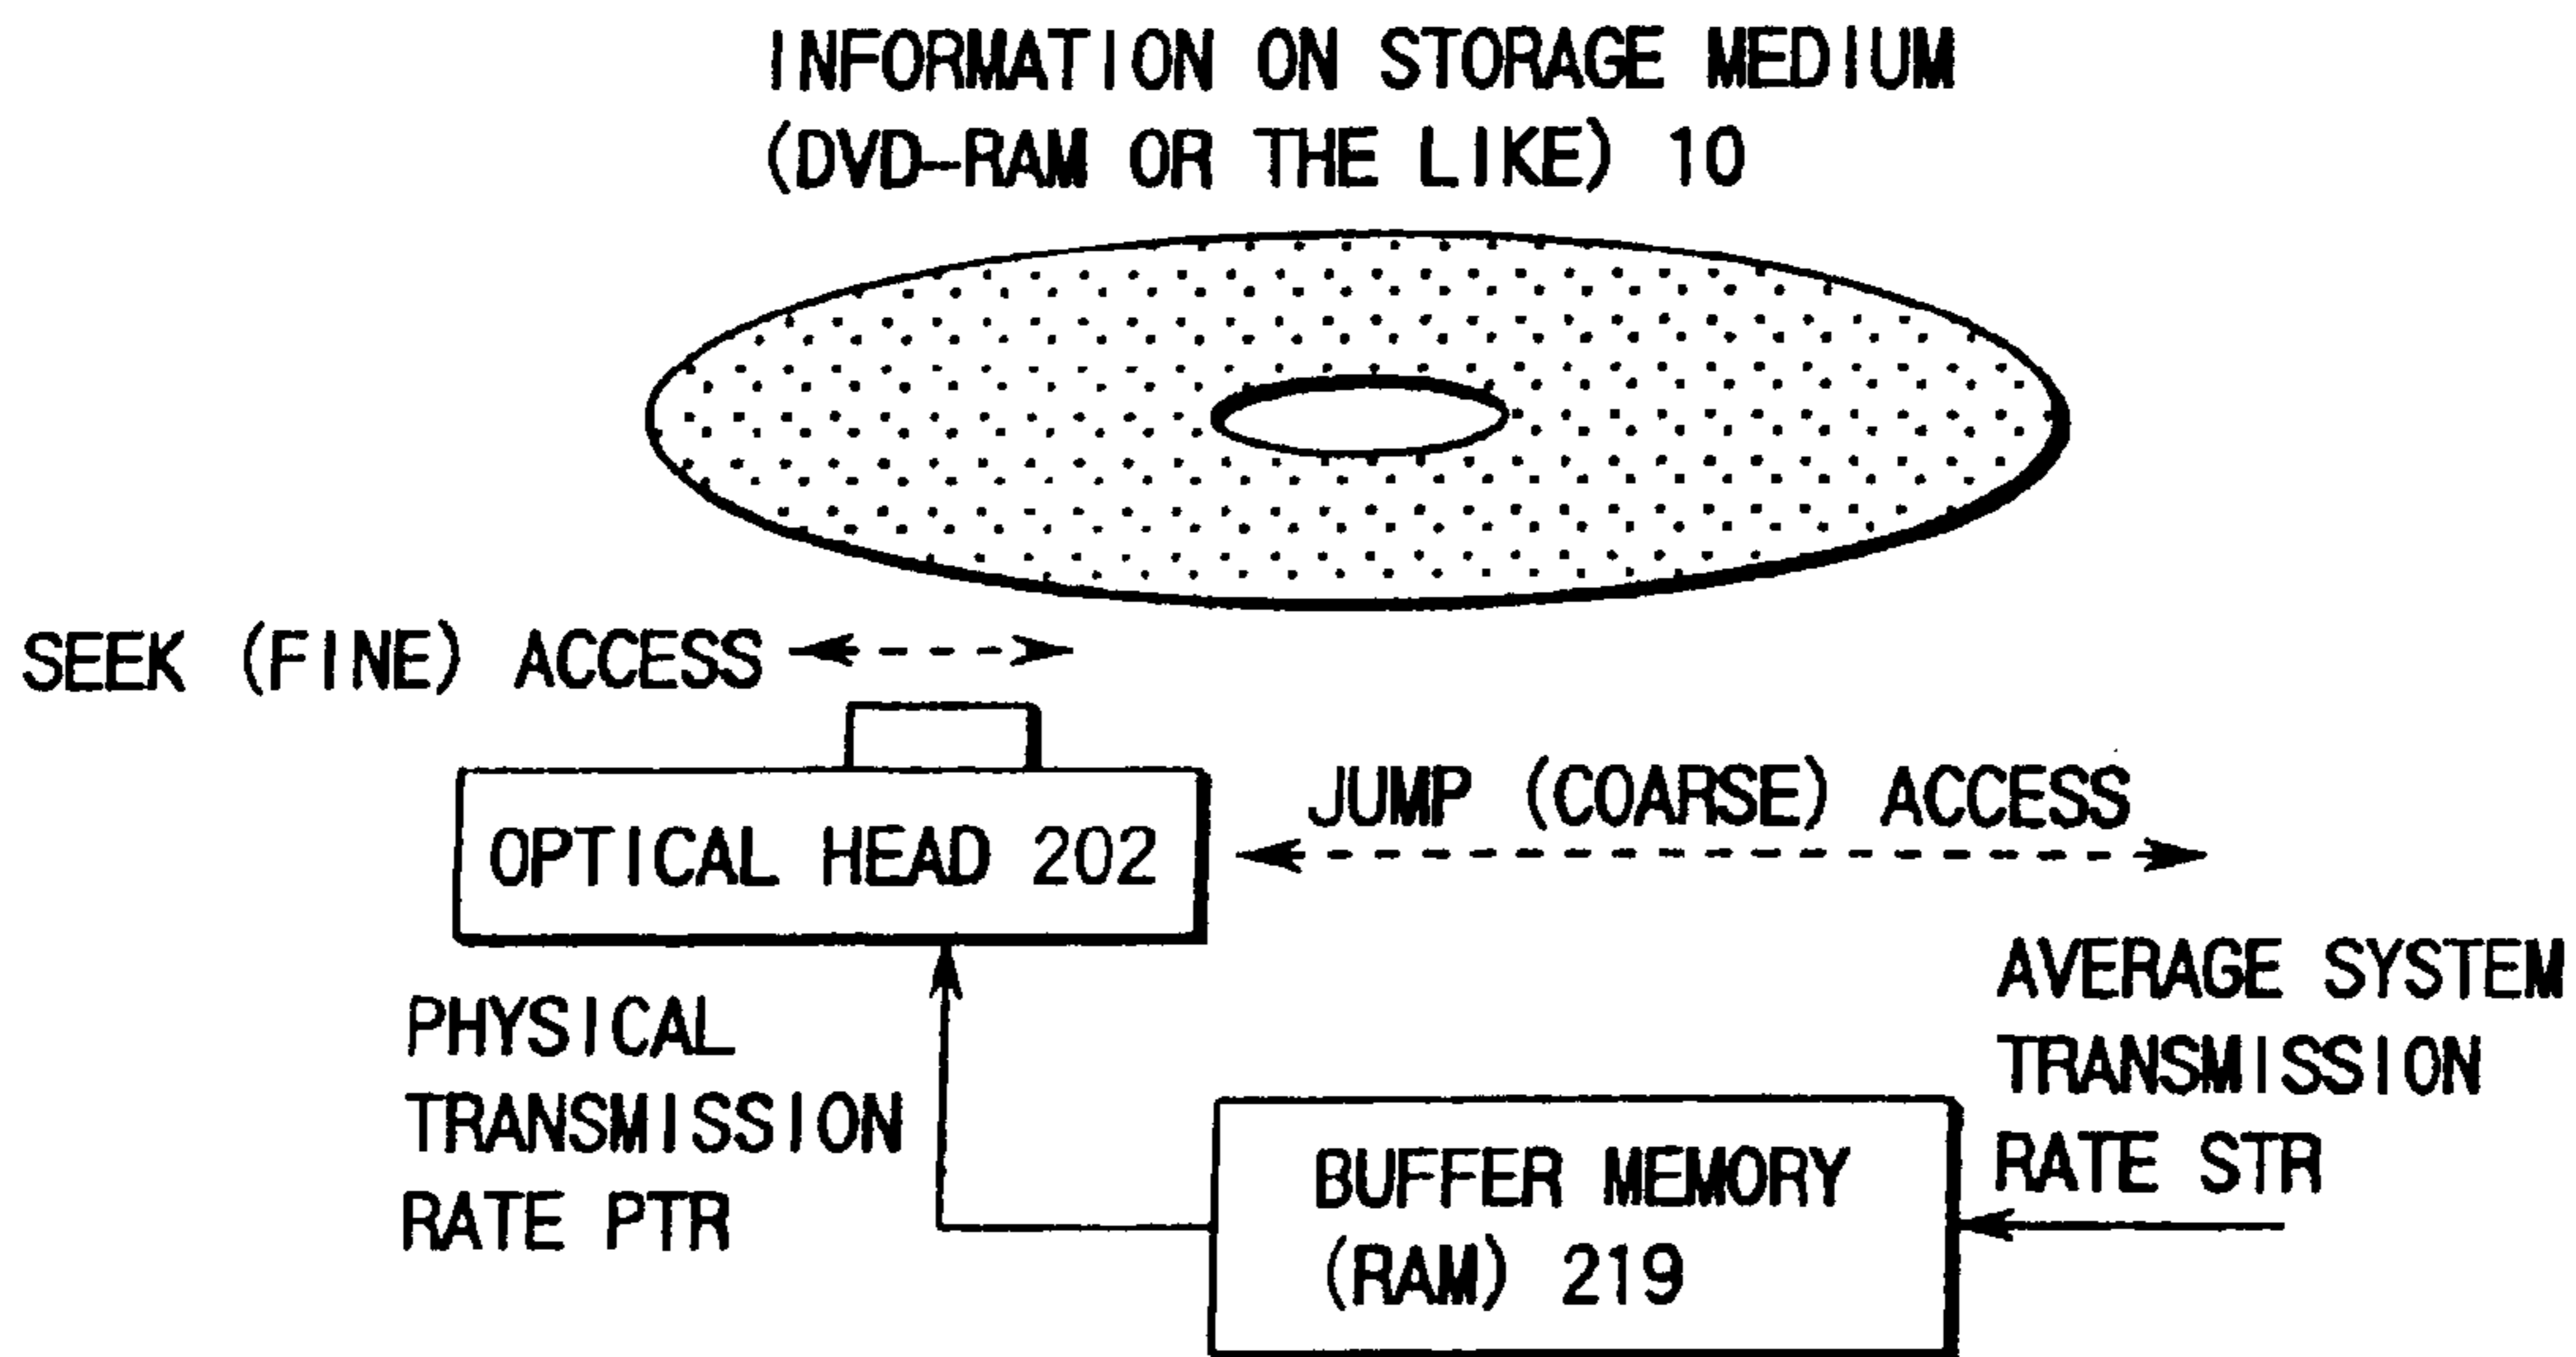 INFORMATION ON STORAGE MEDIUM
(DVD-RAM OR THE LIKE) 10
SEEK (FINE) ACCESS
JUMP (COARSE) ACCESS
OPTICAL HEAD 202
PHYSICAL
TRANSMISSION
RATE PTR
AVERAGE SYSTEM
TRANSMISSION
RATE STR
BUFFER MEMORY
(RAM) 219